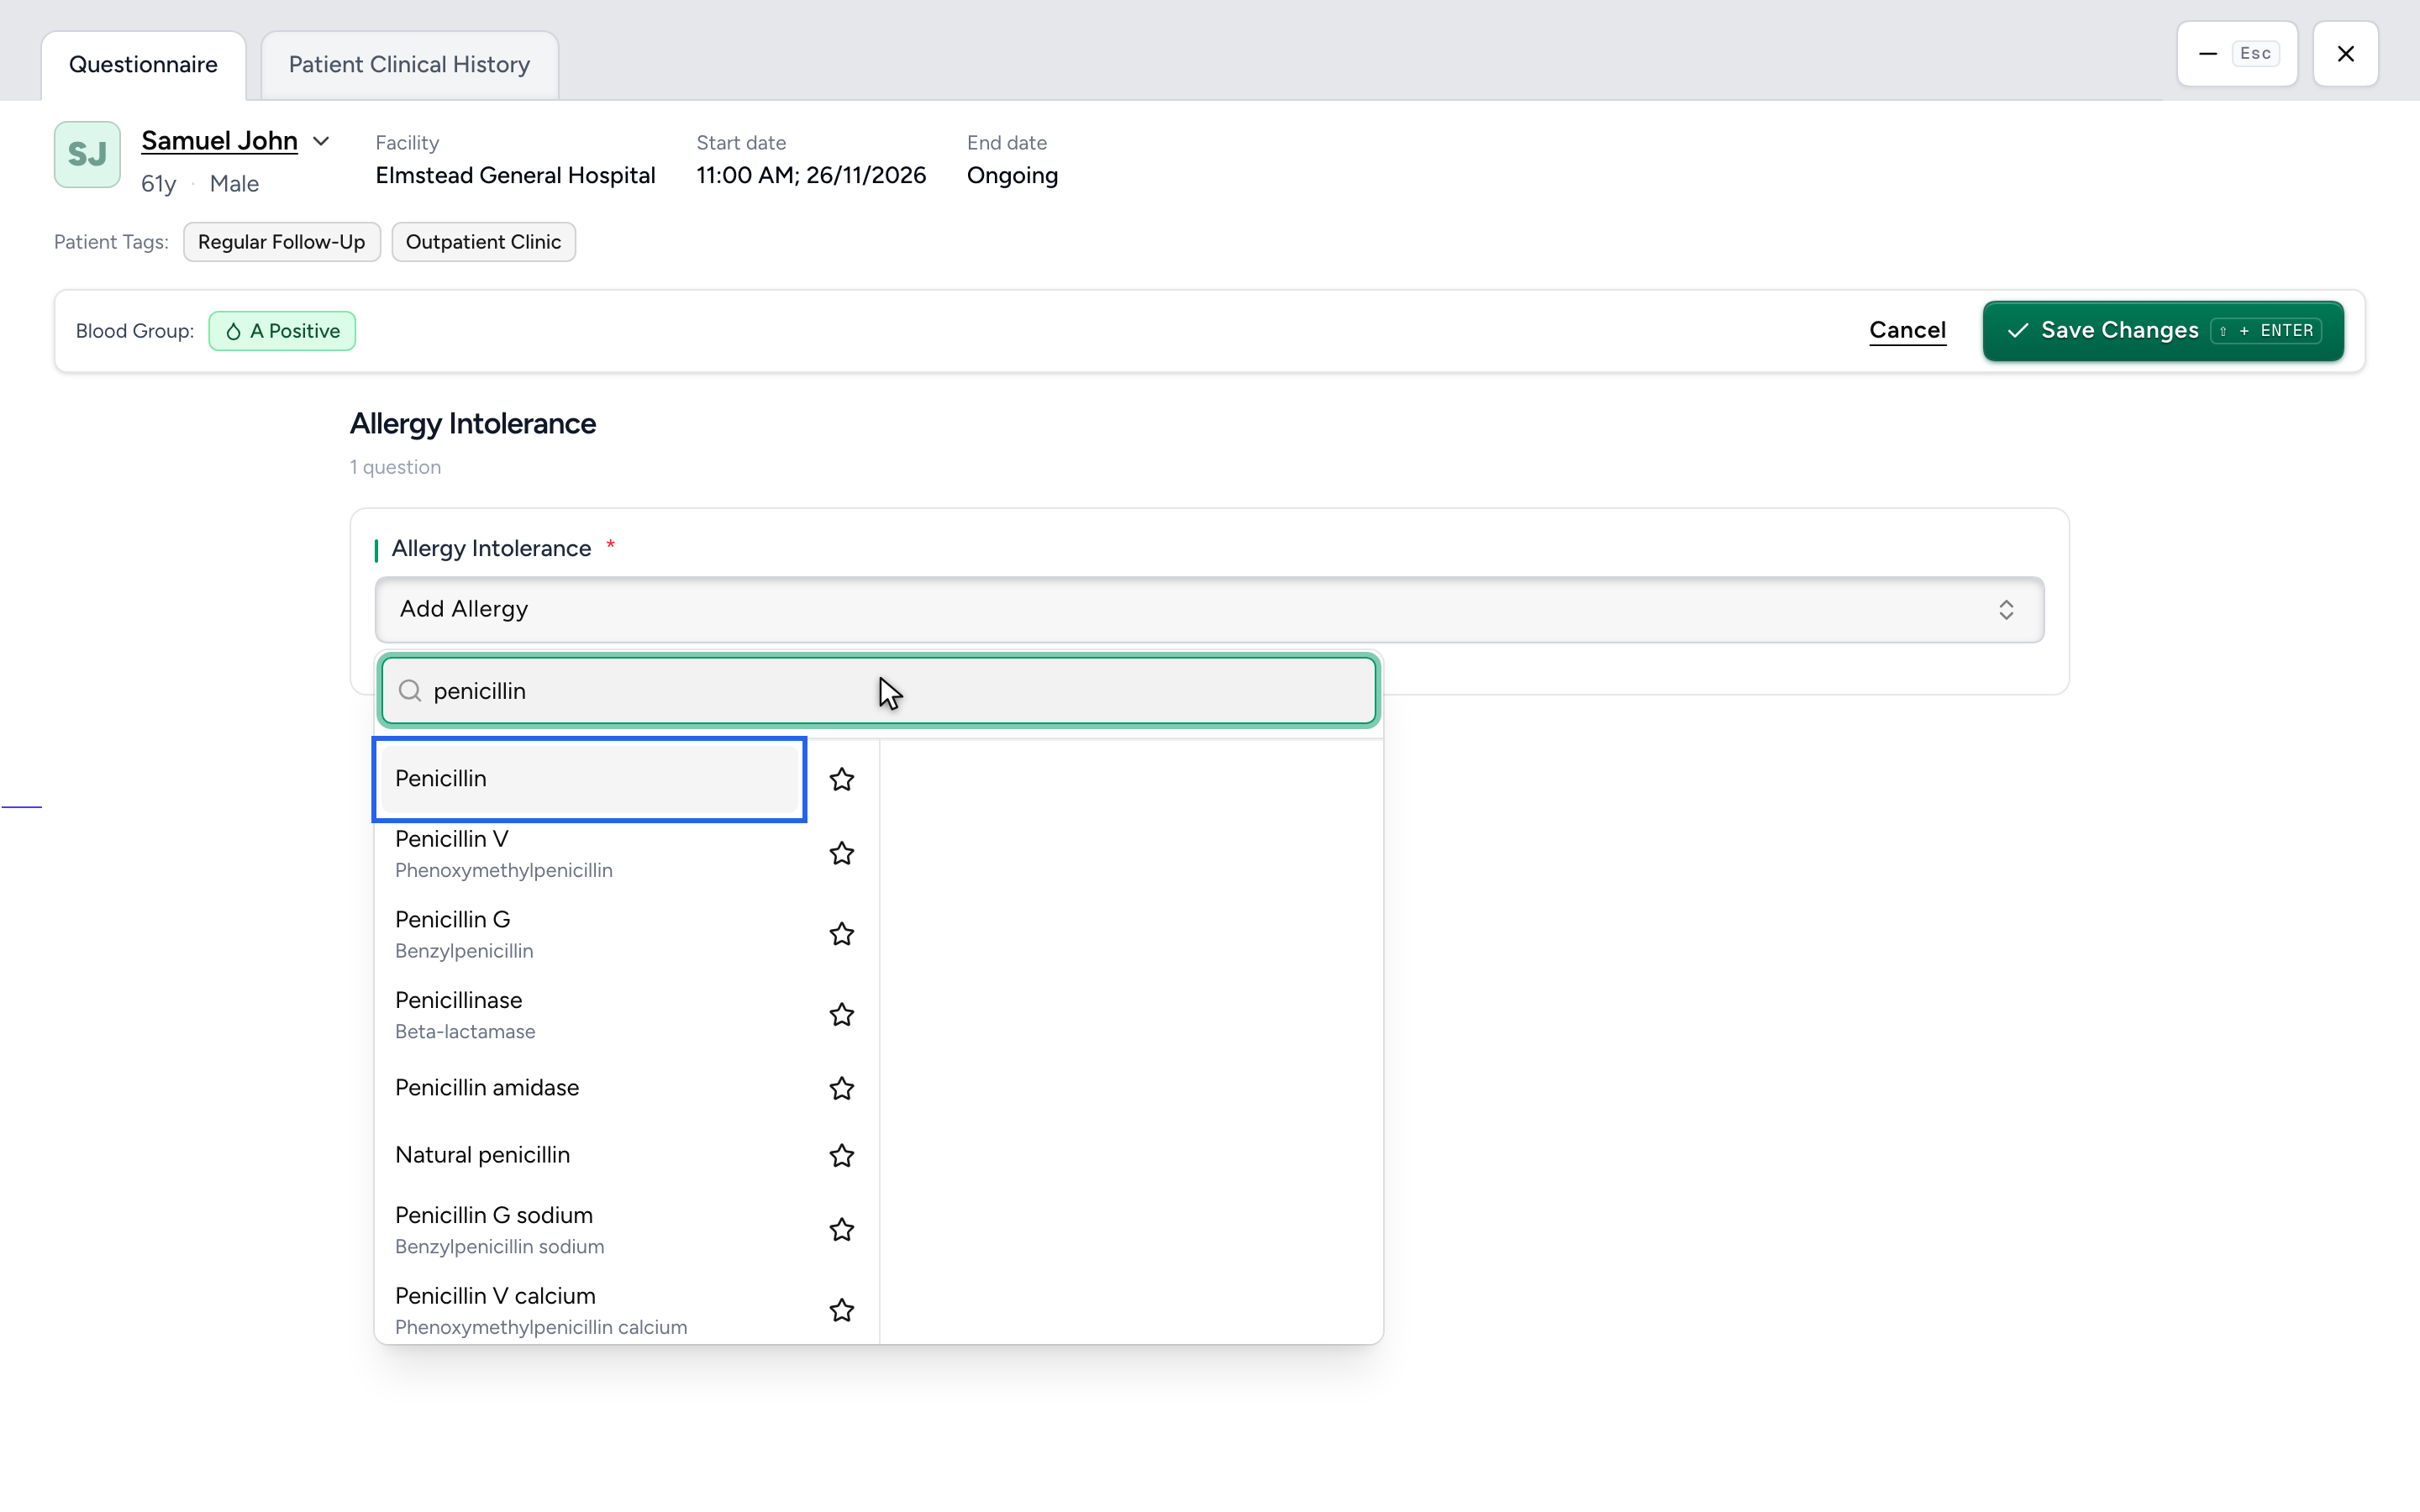 Questionnaire
Patient Clinical History
Esc
SJ
Samuel John
61y · Male
Facility
Elmstead General Hospital
Start date
11:00 AM; 26/11/2026
End date
Ongoing
Patient Tags:
Regular Follow-Up
Outpatient Clinic
Blood Group:
A Positive
Cancel
Save Changes
⇧ + ENTER
Allergy Intolerance
1 question
Allergy Intolerance *
Add Allergy
penicillin
Penicillin
Penicillin V
Phenoxymethylpenicillin
Penicillin G
Benzylpenicillin
Penicillinase
Beta-lactamase
Penicillin amidase
Natural penicillin
Penicillin G sodium
Benzylpenicillin sodium
Penicillin V calcium
Phenoxymethylpenicillin calcium